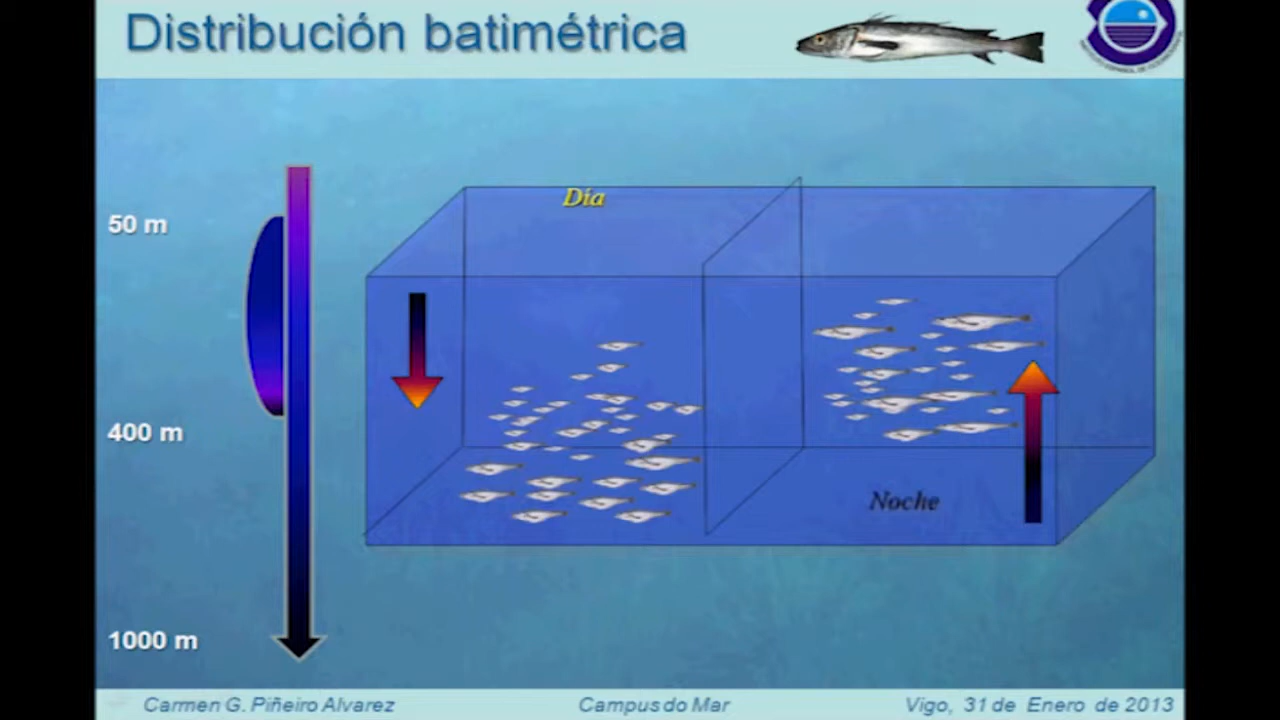 Distribución batimétrica
50 m
Día
400 m
Noche
1000 m
Carmen G. Piñeiro Alvarez
Campus do Mar
Vigo, 31 de Enero de 2013